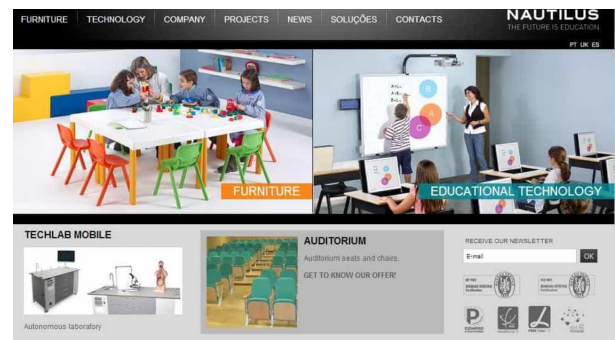 FURNITURE TECHNOLOGY COMPANY PROJECTS NEWS SOLUÇÕES CONTACTS
NAUTILUS
THE FUTURE IS EDUCATION
PT UK ES
FURNITURE
EDUCATIONAL TECHNOLOGY
TECHLAB MOBILE
Autonomous laboratory
AUDITORIUM
Auditorium seats and chairs.
GET TO KNOW OUR OFFER!
RECEIVE OUR NEWSLETTER
E-mail
OK